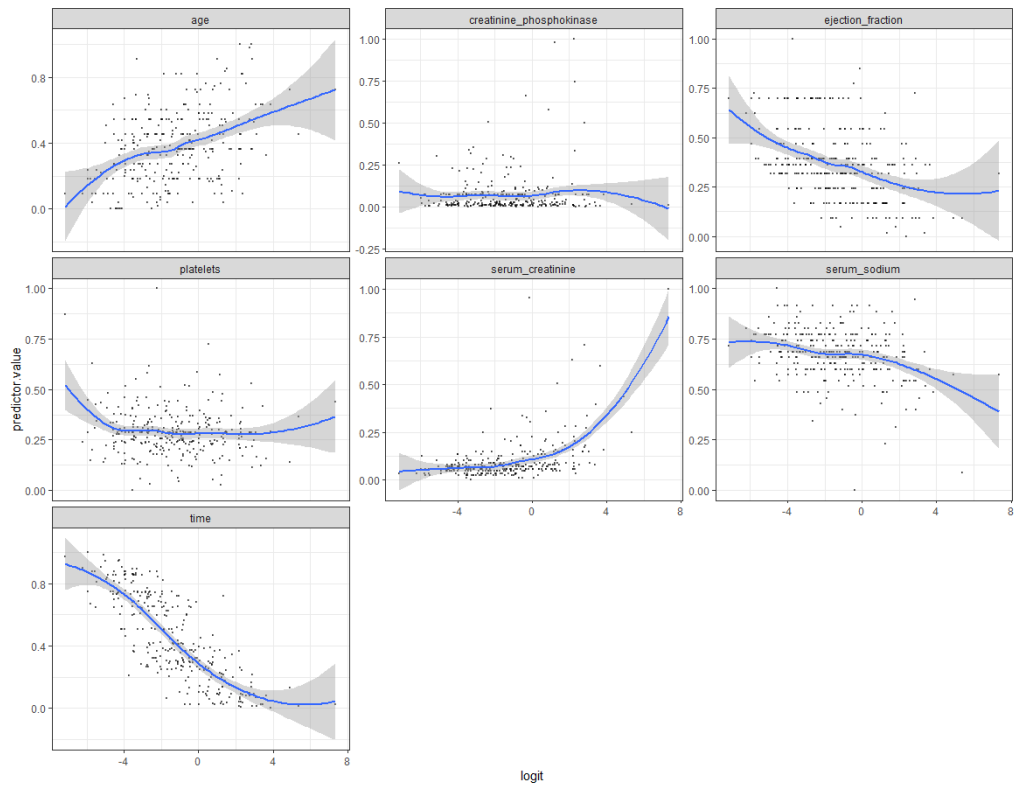 age
creatinine_phosphokinase
ejection_fraction
0.8
0.4
0.0
1.00
0.75
0.50
0.25
0.00
-0.25
1.00
0.75
0.50
0.25
0.00
platelets
serum_creatinine
serum_sodium
1.00
0.75
0.50
0.25
0.00
1.00
0.75
0.50
0.25
0.00
1.00
0.75
0.50
0.25
0.00
-4 0 4 8
-4 0 4 8
predictor.value
time
0.8
0.4
0.0
-4 0 4 8
logit